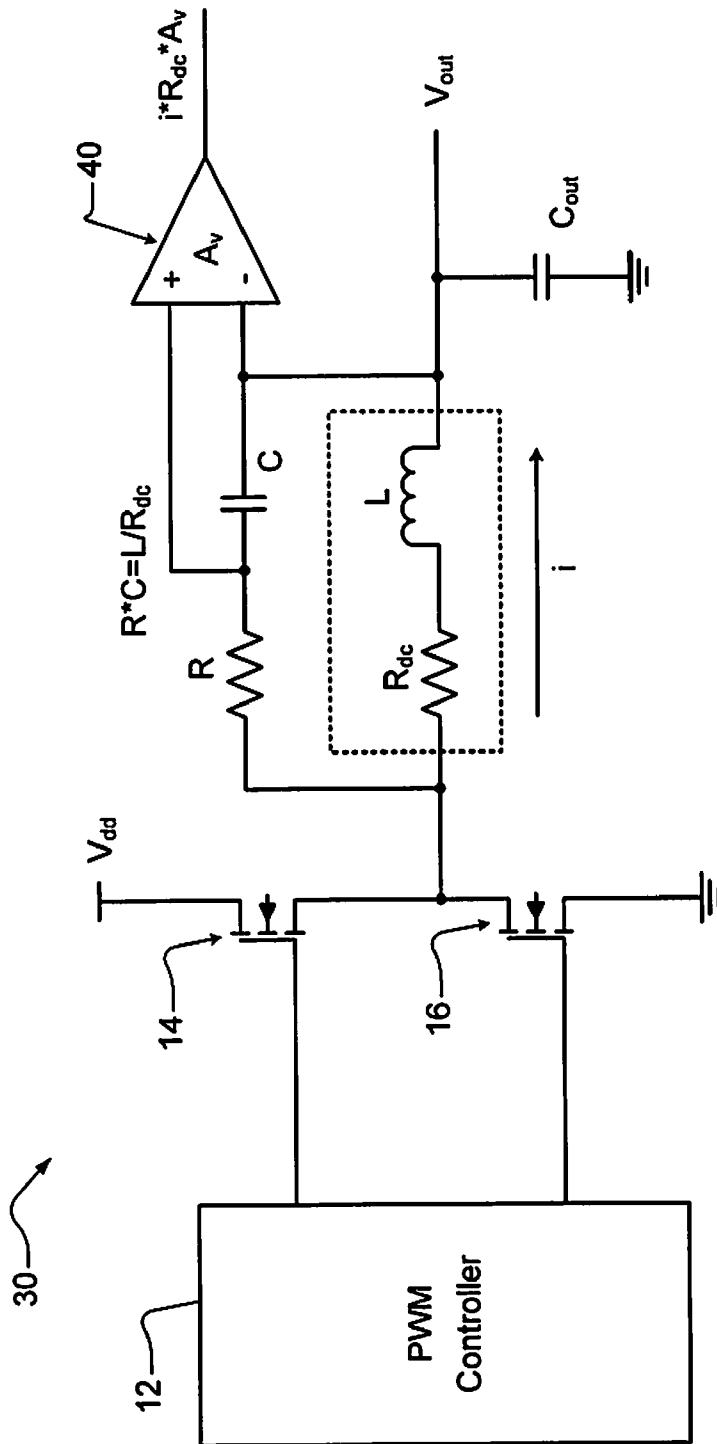 30
12
PWM
Controller
14
16
V_dd
R*C=L/R_dc
R
C
R_dc
L
i
40
+
A_v
-
i*R_dc*A_v
V_out
C_out